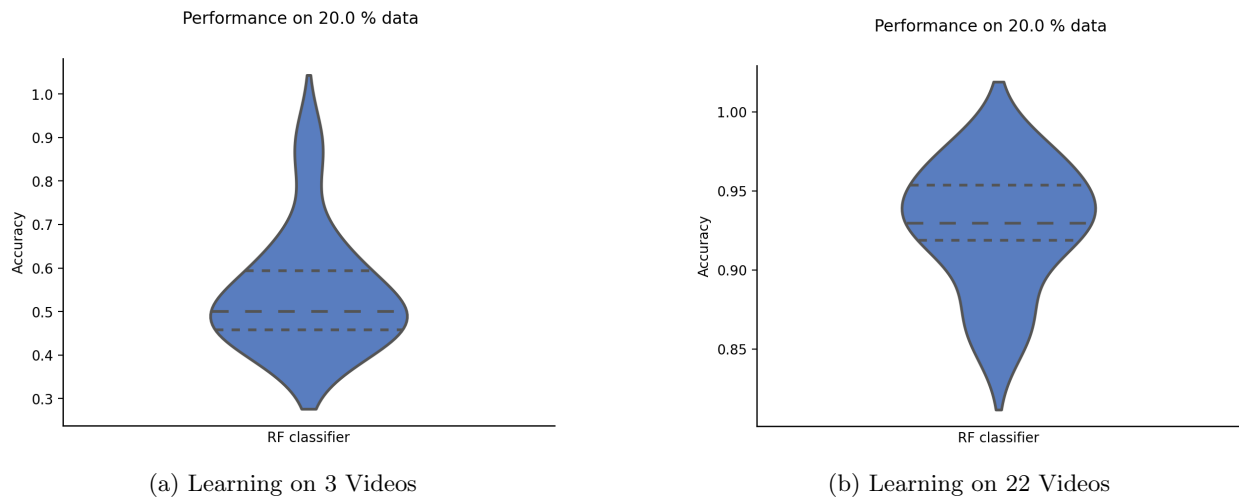 Performance on 20.0 % data
1.0
0.9
0.8
0.7
0.6
0.5
0.4
0.3
Accuracy
RF classifier
(a) Learning on 3 Videos
Performance on 20.0 % data
1.00
0.95
0.90
0.85
Accuracy
RF classifier
(b) Learning on 22 Videos